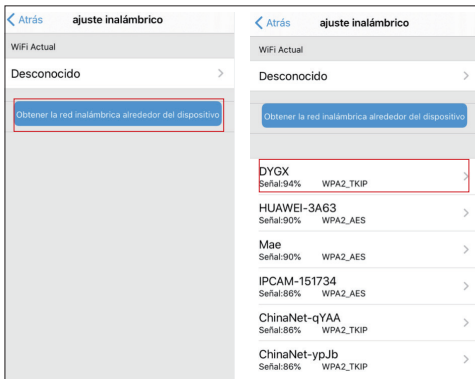 Atrás ajuste inalámbrico
WiFi Actual
Desconocido
Obtener la red inalámbrica alrededor del dispositivo
Atrás ajuste inalámbrico
WiFi Actual
Desconocido
Obtener la red inalámbrica alrededor del dispositivo
DYGX
Señal:94% WPA2_TKIP
HUAWEI-3A63
Señal:90% WPA2_AES
Mae
Señal:90% WPA2_AES
IPCAM-151734
Señal:86% WPA2_AES
ChinaNet-qYAA
Señal:86% WPA2_TKIP
ChinaNet-ypJb
Señal:86% WPA2_TKIP